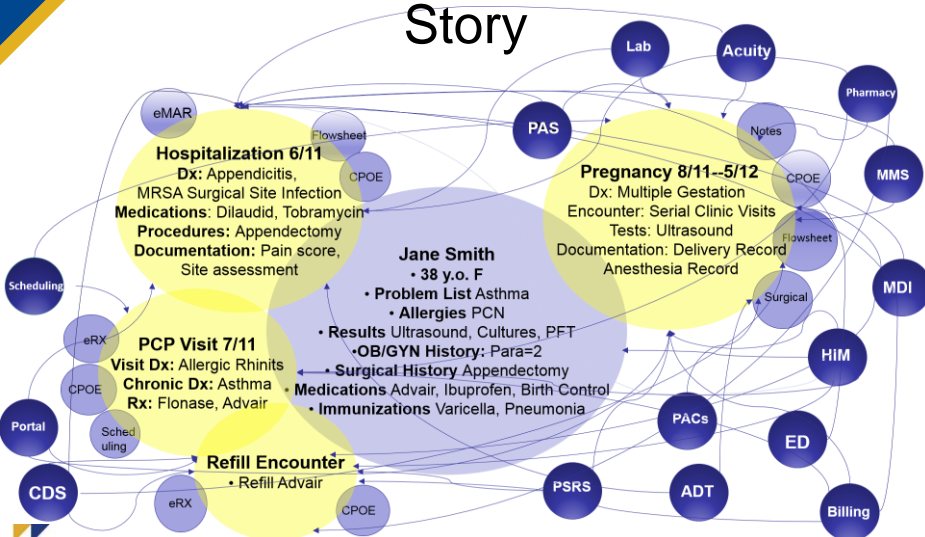 Story
Lab
Acuity
Pharmacy
eMAR
Flowsheet
PAS
Notes
Hospitalization 6/11
Dx: Appendicitis,
MRSA Surgical Site Infection
Medications: Dilaudid, Tobramycin
Procedures: Appendectomy
Documentation: Pain score,
Site assessment
CPOE
Pregnancy 8/11--5/12
Dx: Multiple Gestation
Encounter: Serial Clinic Visits
Tests: Ultrasound
Documentation: Delivery Record
Anesthesia Record
CPOE
MMS
Flowsheet
Surgical
MDI
Jane Smith
• 38 y.o. F
• Problem List Asthma
• Allergies PCN
• Results Ultrasound, Cultures, PFT
•OB/GYN History: Para=2
• Surgical History Appendectomy
• Medications Advair, Ibuprofen, Birth Control
• Immunizations Varicella, Pneumonia
Scheduling
eRX
PCP Visit 7/11
Visit Dx: Allergic Rhinits
Chronic Dx: Asthma
Rx: Flonase, Advair
CPOE
Sched
uling
HiM
Portal
PACs
ED
Refill Encounter
• Refill Advair
CDS
eRX
CPOE
PSRS
ADT
Billing